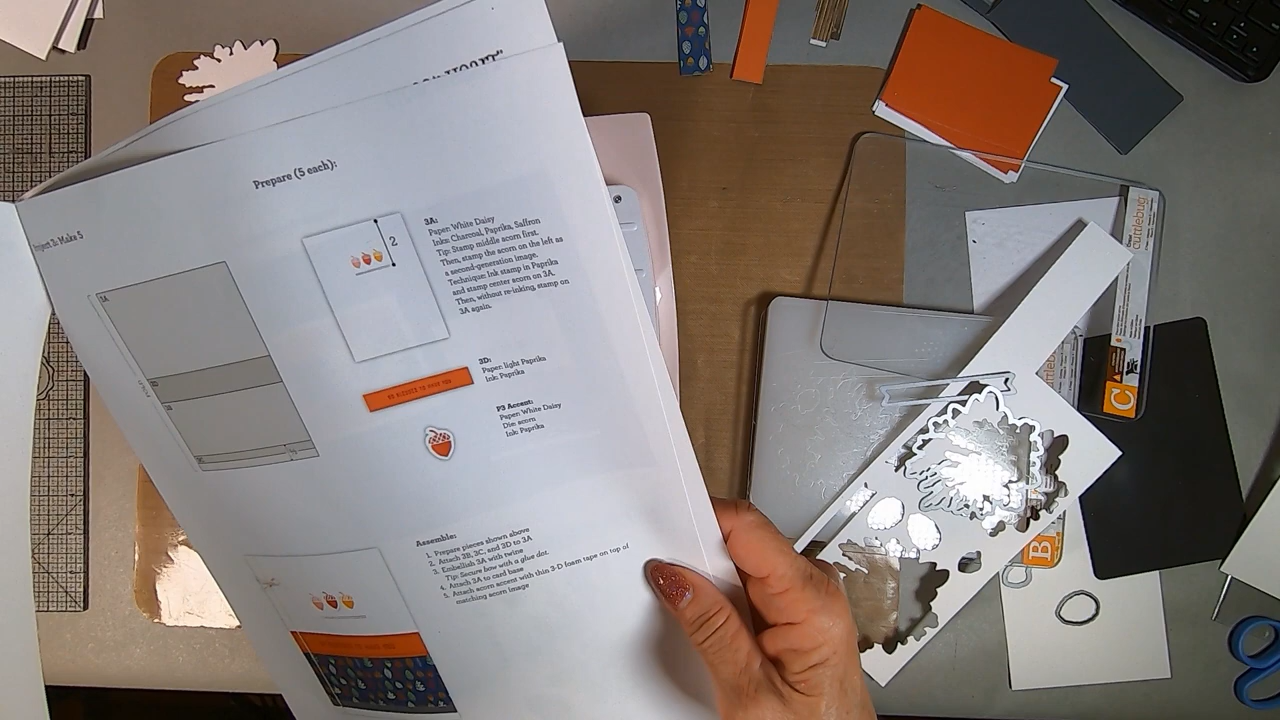 Prepare (5 each):
3: Make 5
3A:
Paper: White Daisy
Inks: Charcoal, Paprika, Saffron
Tip: Stamp middle acorn first.
Then, stamp the acorn on the left as
a second-generation image.
Technique: Ink stamp in Paprika
and stamp center acorn on 3A.
Then, without re-inking, stamp on
3A again.
2
3D:
Paper: light Paprika
Ink: Paprika
P3 Accent:
Paper: White Daisy
Die: acorn
Ink: Paprika
Assemble:
1. Prepare pieces shown above
2. Attach 3B, 3C, and 3D to 3A
3. Embellish 3A with twine
Tip: Secure bow with a glue dot.
4. Attach 3A to card base
5. Attach acorn accent with thin 3-D foam tape on top of
matching acorn image
cuttlebug
C
B